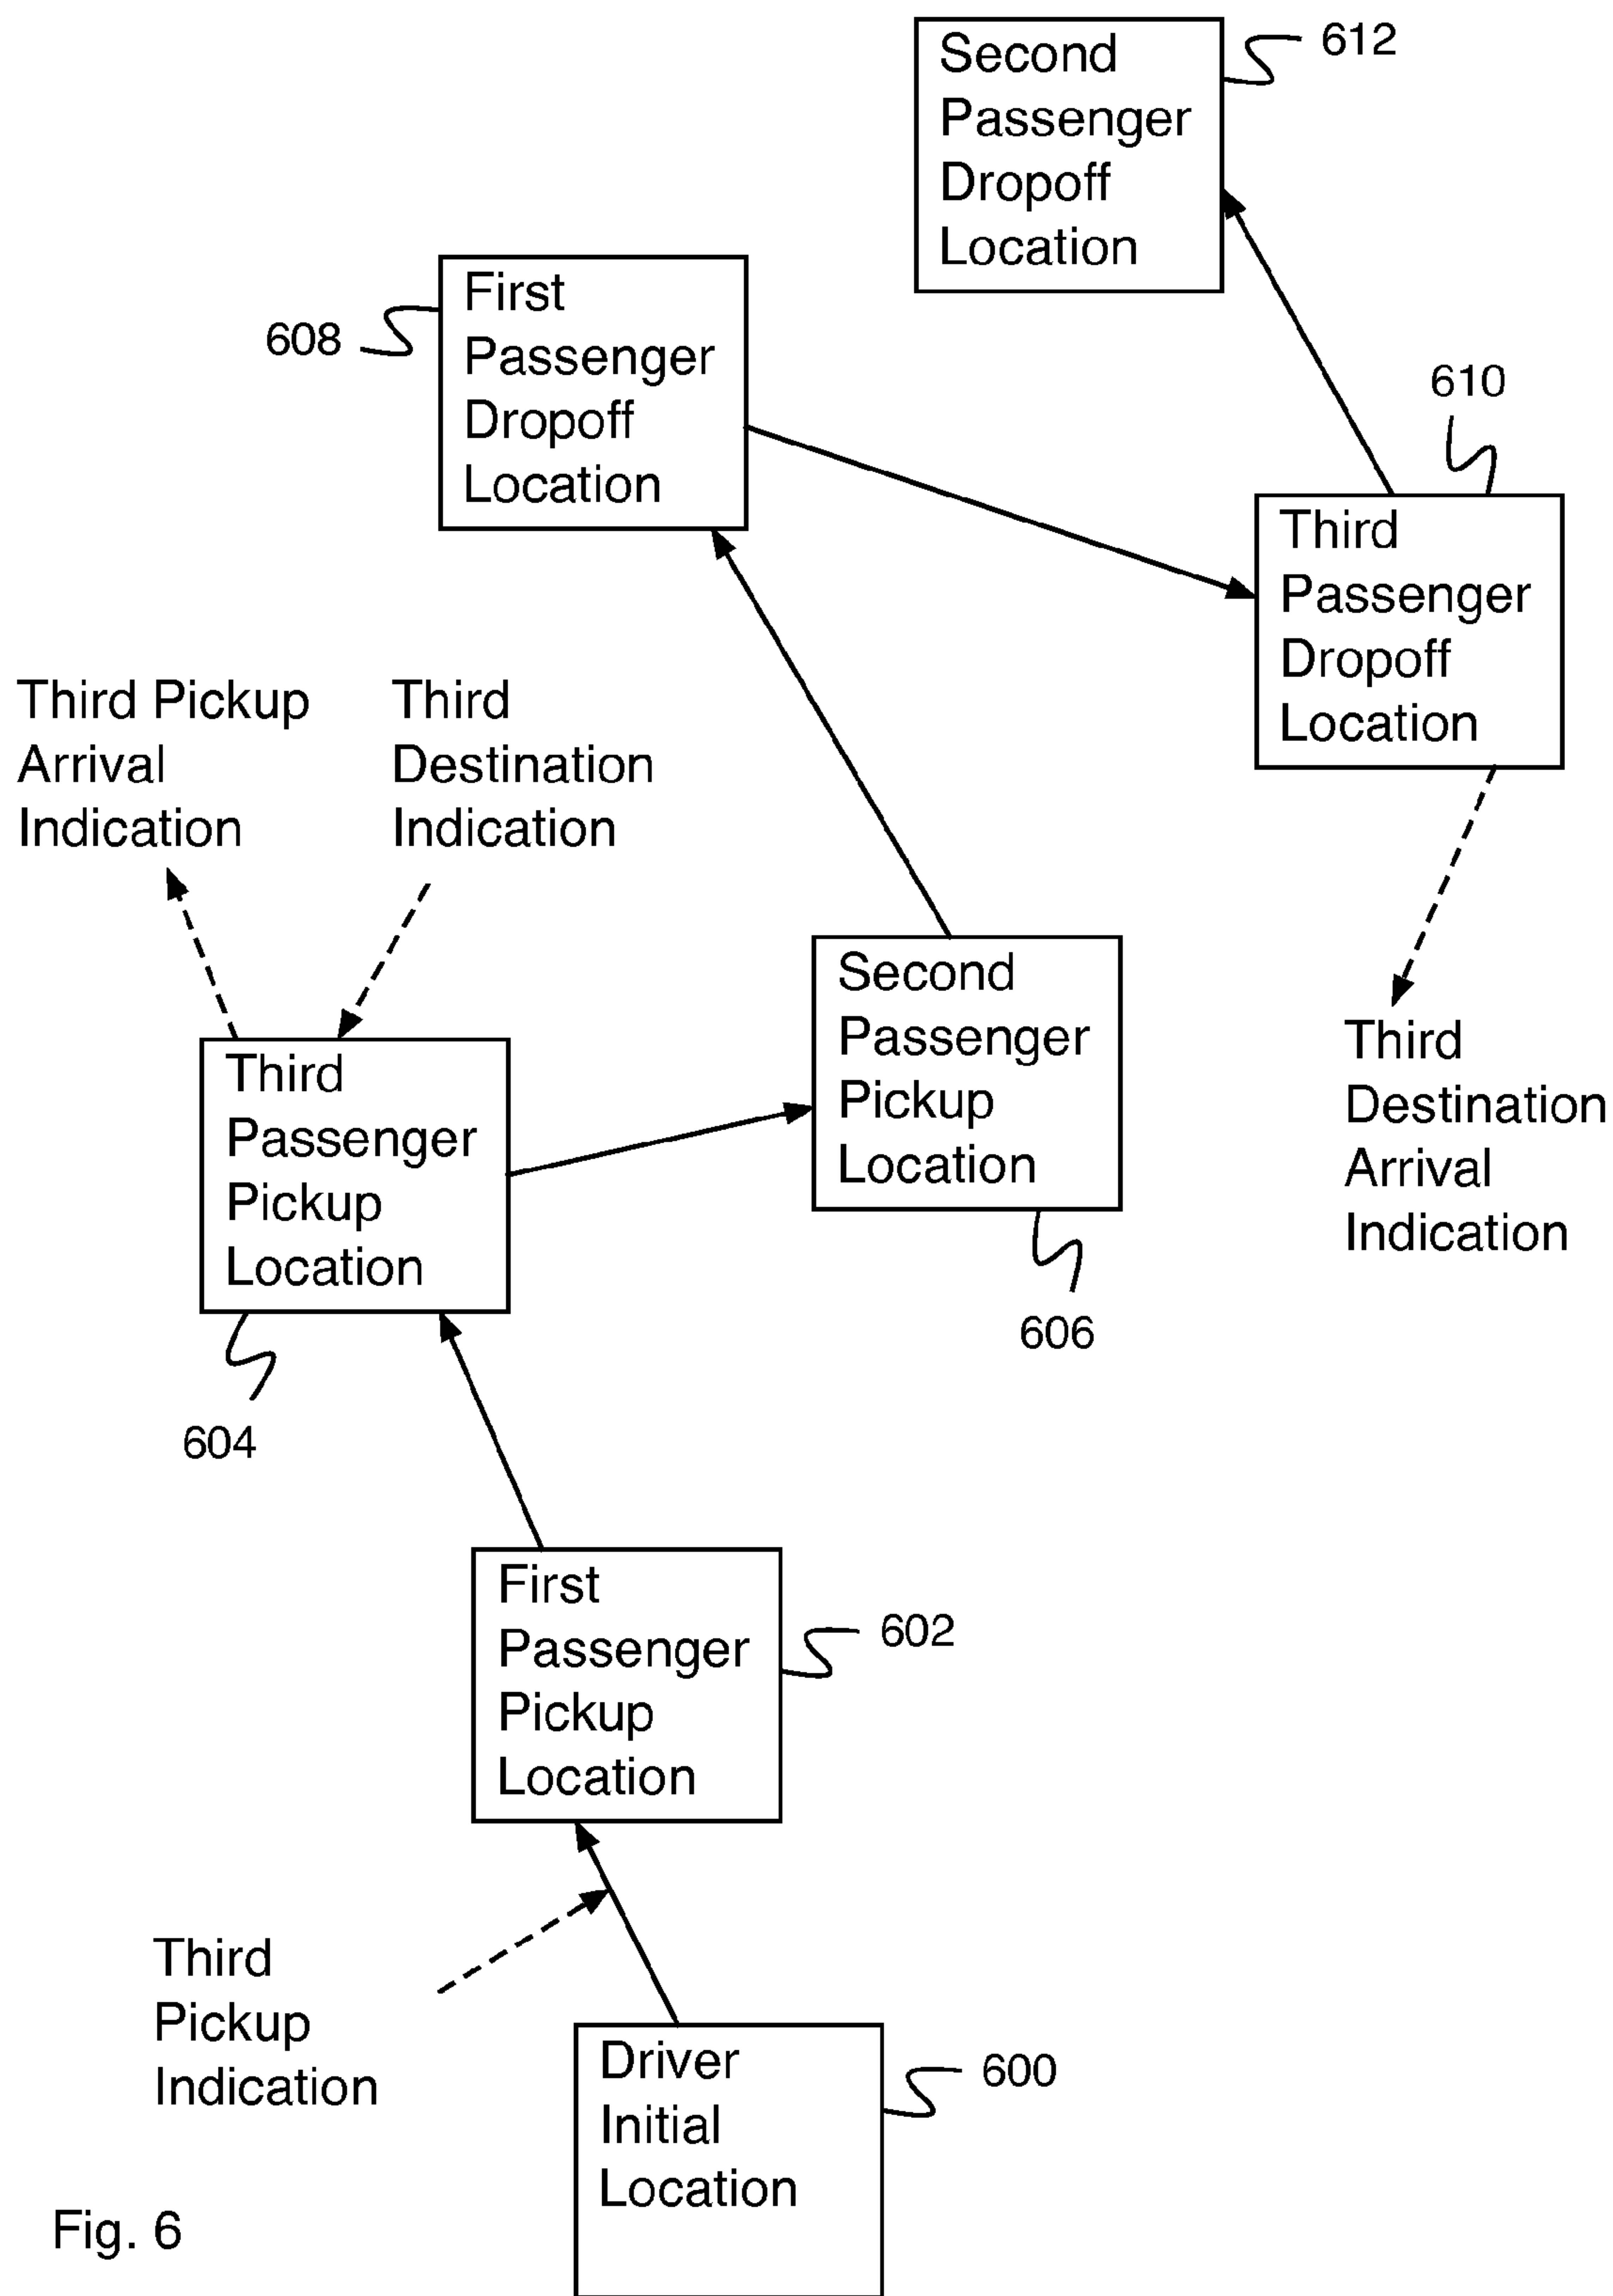 Second
Passenger
Dropoff
Location
612
First
Passenger
Dropoff
Location
608
610
Third
Passenger
Dropoff
Location
Third Pickup
Arrival
Indication
Third
Destination
Indication
Second
Passenger
Pickup
Location
606
Third
Destination
Arrival
Indication
Third
Passenger
Pickup
Location
604
First
Passenger
Pickup
Location
602
Third
Pickup
Indication
Driver
Initial
Location
600
Fig. 6